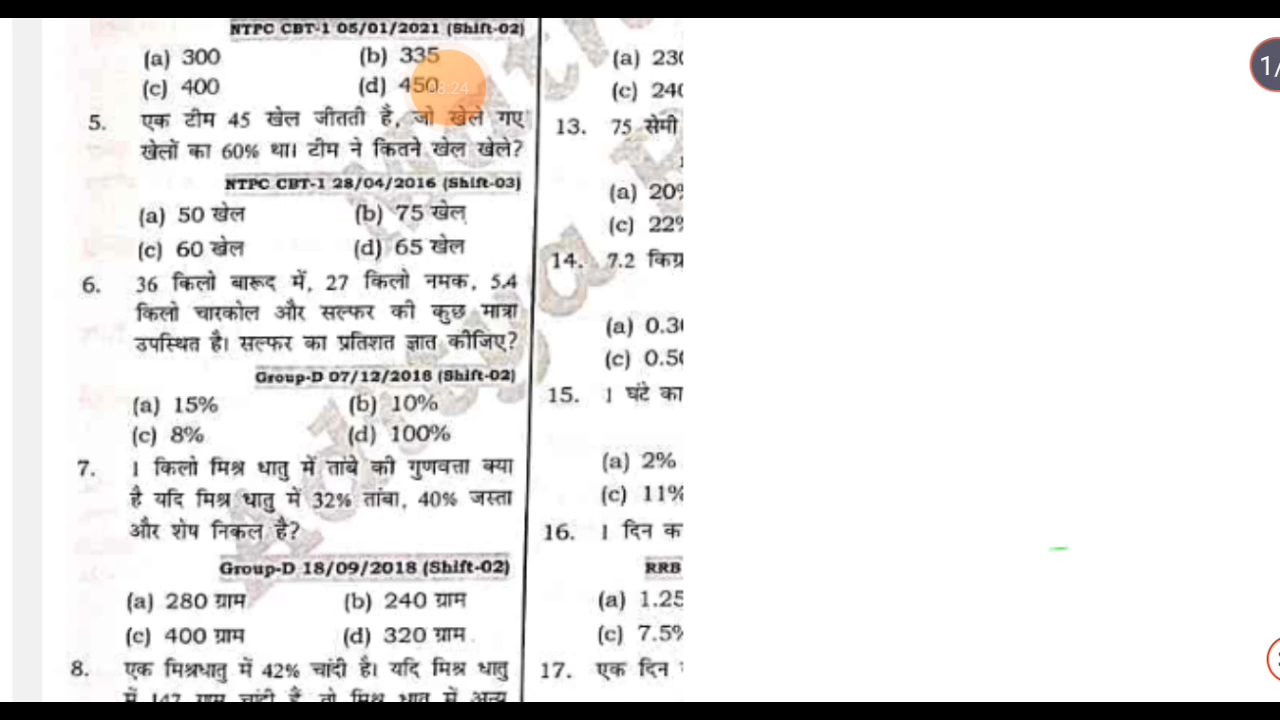 NTPC CBT-1 05/01/2021 (Shift-02)
(a) 300 (b) 335
(c) 400 (d) 450
5. एक टीम 45 खेल जीतती है, जो खेले गए
खेलों का 60% था। टीम ने कितने खेल खेले?
NTPC CBT-1 28/04/2016 (Shift-03)
(a) 50 खेल (b) 75 खेल
(c) 60 खेल (d) 65 खेल
6. 36 किलो बारूद में, 27 किलो नमक, 5.4
किलो चारकोल और सल्फर की कुछ मात्रा
उपस्थित है। सल्फर का प्रतिशत ज्ञात कीजिए?
Group-D 07/12/2018 (Shift-02)
(a) 15% (b) 10%
(c) 8% (d) 100%
7. 1 किलो मिश्र धातु में तांबे की गुणवत्ता क्या
है यदि मिश्र धातु में 32% तांबा, 40% जस्ता
और शेष निकल है?
Group-D 18/09/2018 (Shift-02)
(a) 280 ग्राम (b) 240 ग्राम
(c) 400 ग्राम (d) 320 ग्राम
8. एक मिश्रधातु में 42% चांदी है। यदि मिश्र धातु
में 147 ग्राम चांदी है, तो मिश्र धातु में अन्य
(a) 230
(c) 240
13. 75 सेमी
(a) 20%
(c) 22%
14. 7.2
(a) 0.3
(c) 0.5
15. 1 घंटे का
(a) 2%
(c) 11%
16. 1 दिन क
RRB
(a) 1.25
(c) 7.5%
17. एक दिन
1/